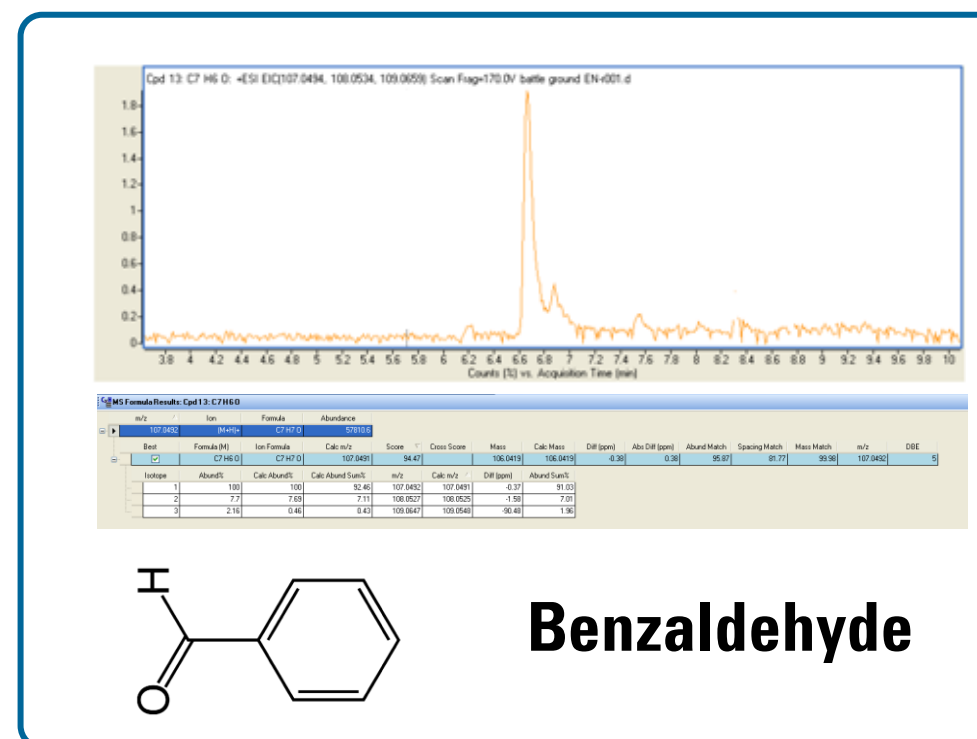 Cpd 13: C7 H6 O: +ESI EIC(107.0494, 108.0534, 109.0659) Scan Frag=170.0V battle ground EN-r001.d
1.8
1.6
1.4
1.2
1
0.8
0.6
0.4
0.2
0
3.8 4 4.2 4.4 4.6 4.8 5 5.2 5.4 5.6 5.8 6 6.2 6.4 6.6 6.8 7 7.2 7.4 7.6 7.8 8 8.2 8.4 8.6 8.8 9 9.2 9.4 9.6 9.8 10
Counts (%) vs. Acquisition Time (min)
MS Formula Results: Cpd 13: C7 H6 O
m/z Ion Formula Abundance
107.0492 (M+H)+ C7 H7 O 57810.6
Best Formula (M) Ion Formula Calc m/z Score Cross Score Mass Calc Mass Diff (ppm) Abs Diff (ppm) Abund Match Spacing Match Mass Match m/z DBE
C7 H6 O C7 H7 O 107.0491 94.47 106.0419 106.0419 -0.38 0.38 95.87 81.77 99.98 107.0492 5
Isotope Abund% Calc Abund% Calc Abund Sum% m/z Calc m/z Diff (ppm) Abund Sum%
1 100 100 92.46 107.0492 107.0491 -0.37 91.03
2 7.7 7.69 7.11 108.0527 108.0525 -1.58 7.01
3 2.16 0.46 0.43 109.0647 109.0548 -90.48 1.96
H
O
Benzaldehyde